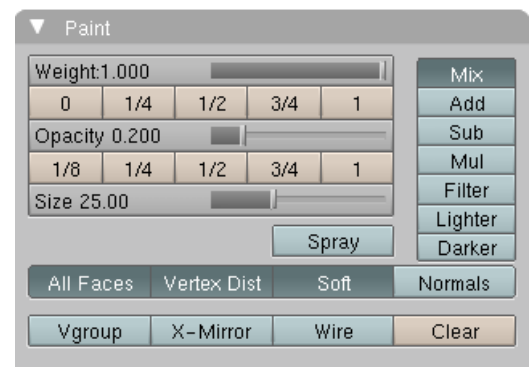 Paint
Weight:1.000
Mix
0 1/4 1/2 3/4 1
Add
Opacity 0.200
Sub
1/8 1/4 1/2 3/4 1
Mul
Size 25.00
Filter
Lighter
Spray
Darker
All Faces Vertex Dist Soft Normals
Vgroup X-Mirror Wire Clear